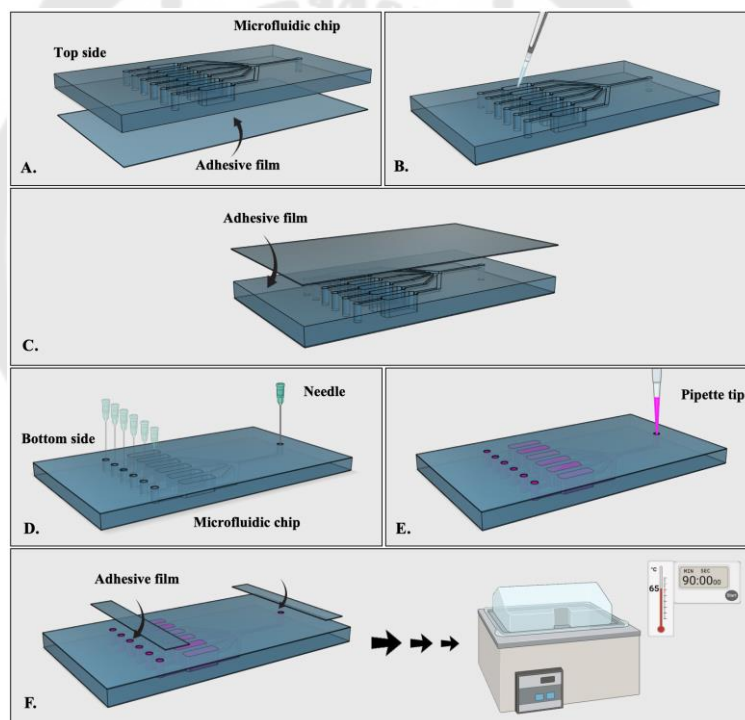 Microfluidic chip
Top side
Adhesive film
A.
B.
Adhesive film
C.
Needle
Bottom side
Microfluidic chip
D.
Pipette tip
E.
Adhesive film
F.
°C
65
MIN SEC
90:00 00
Start